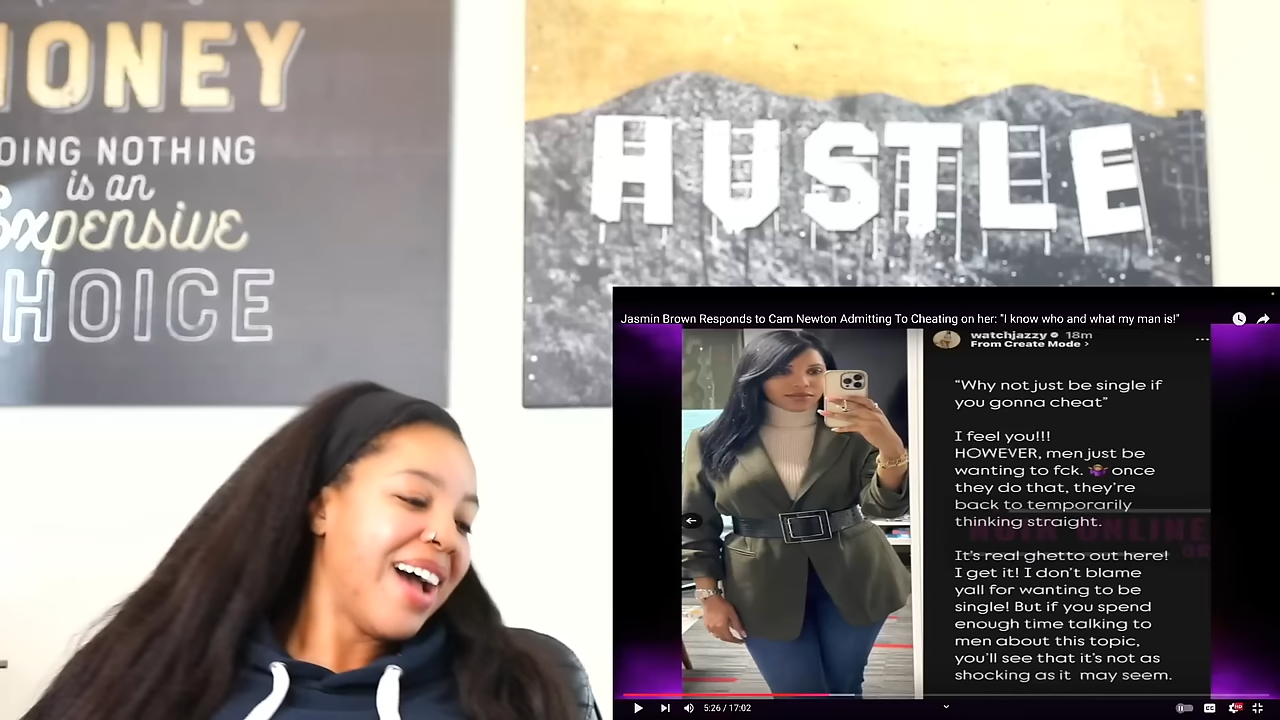 MONEY
DOING NOTHING
is an
Expensive
CHOICE
HUSTLE
Jasmin Brown Responds to Cam Newton Admitting To Cheating on her: "I know who and what my man is!"
watchjazzy 18m
From Create Mode >
“Why not just be single if
you gonna cheat”
I feel you!!!
HOWEVER, men just be
wanting to fck. 🤷🏾‍♀️ once
they do that, they’re
back to temporarily
thinking straight.
It’s real ghetto out here!
I get it! I don’t blame
yall for wanting to be
single! But if you spend
enough time talking to
men about this topic,
you’ll see that it’s not as
shocking as it may seem.
5:26 / 17:02
CC
HD